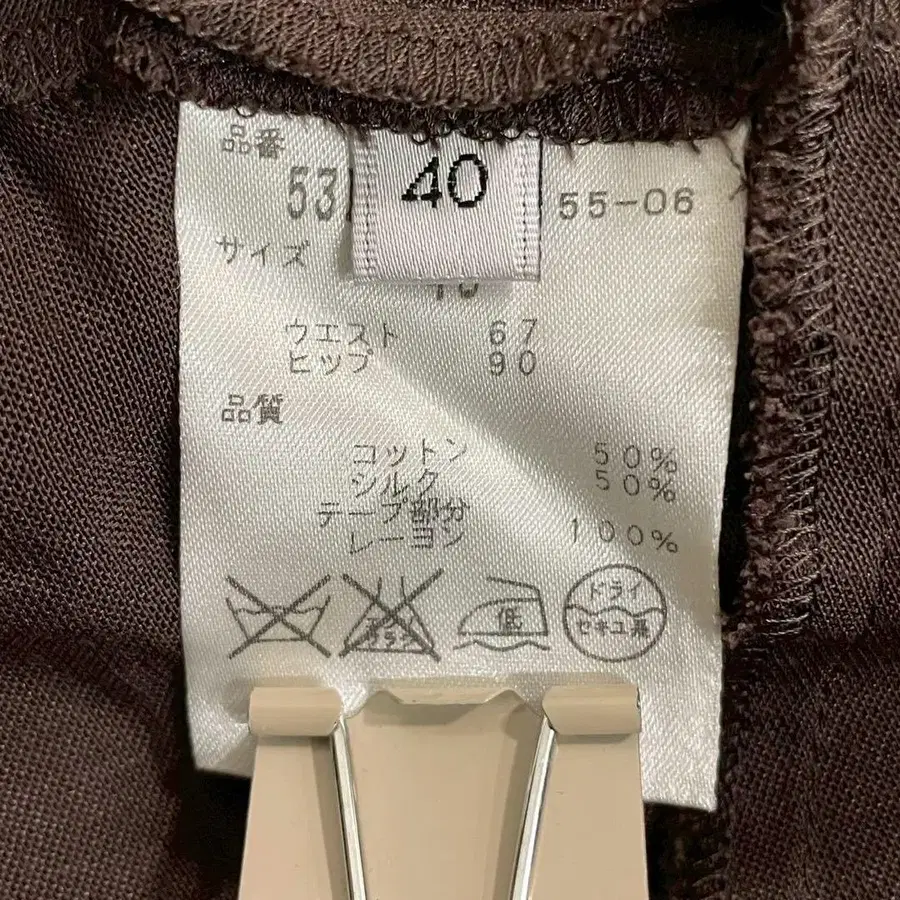 品番
53
40
55-06
サイズ
ウエスト 67
ヒップ 90
品質
コットン 50%
シルク 50%
テープ部分
レーヨン 100%
低
ドライ
セキユ系